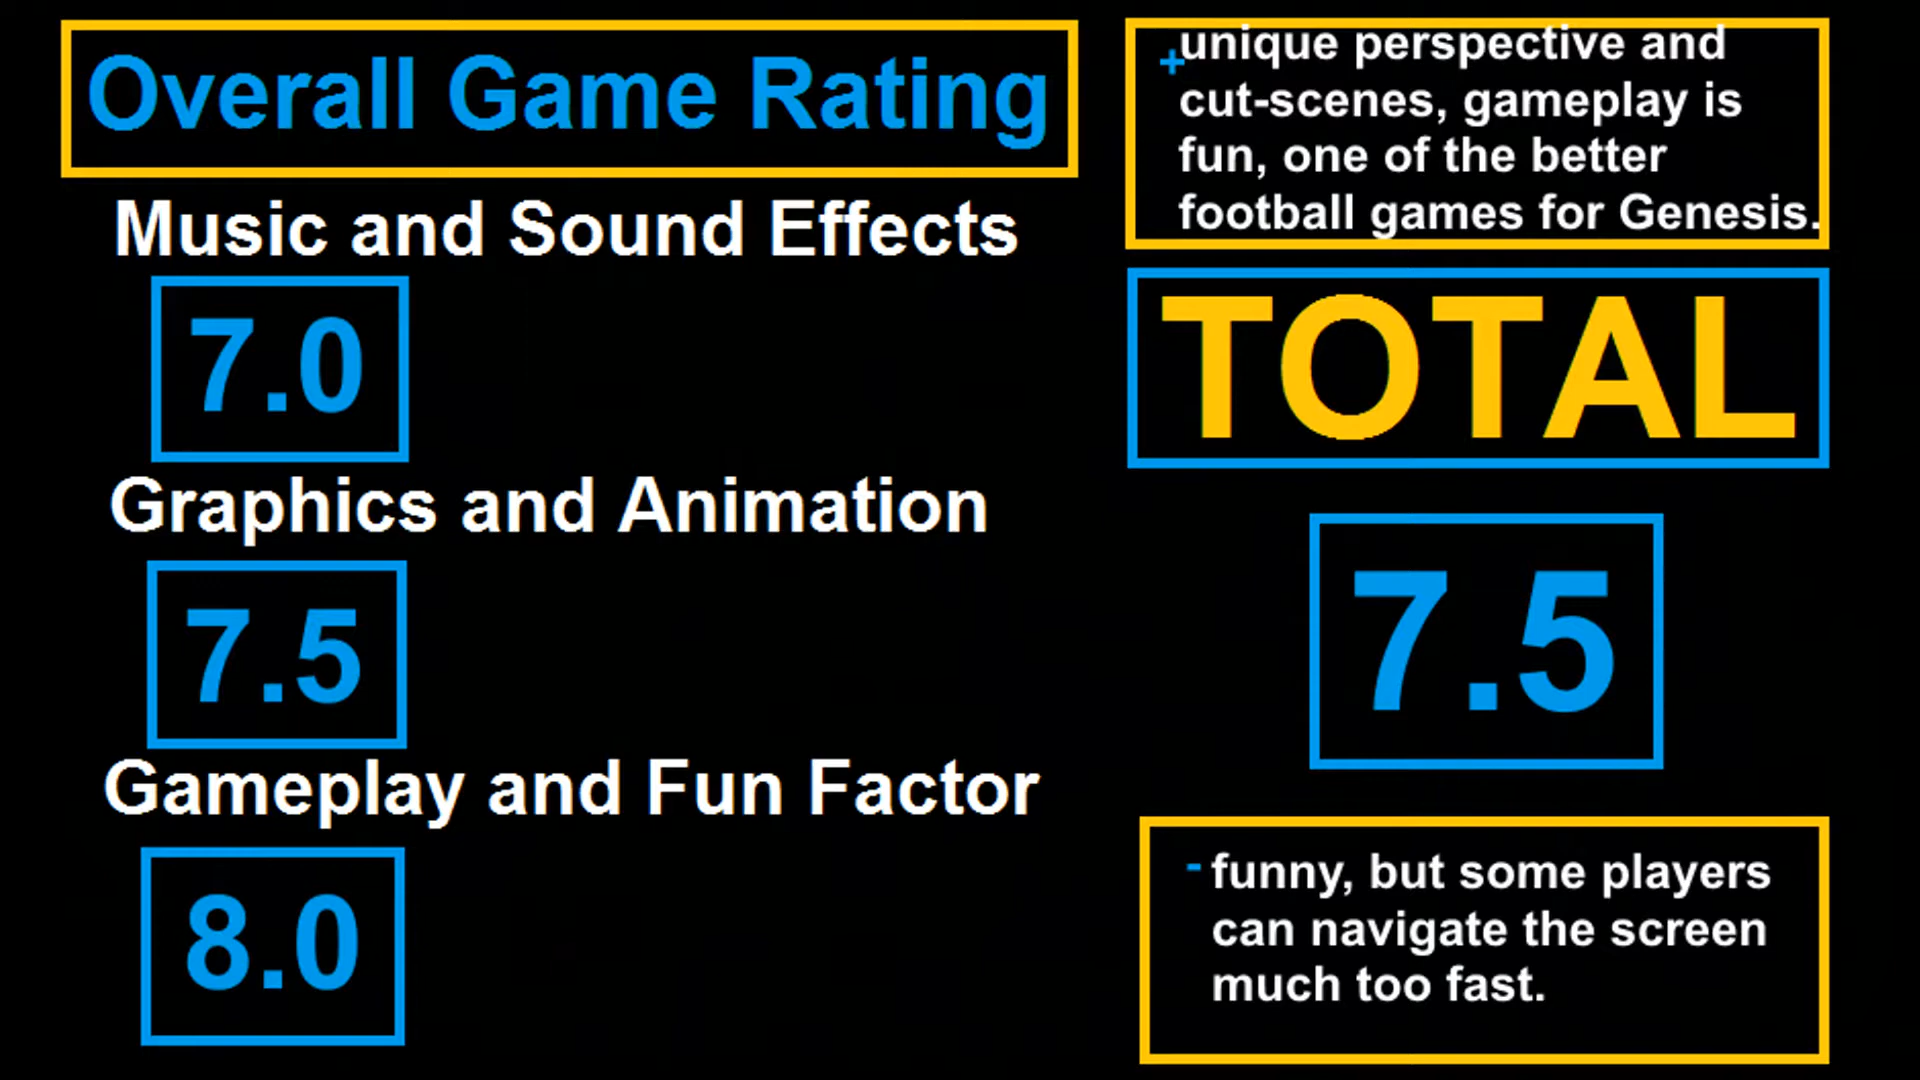 Overall Game Rating
Music and Sound Effects
7.0
Graphics and Animation
7.5
Gameplay and Fun Factor
8.0
+unique perspective and
cut-scenes, gameplay is
fun, one of the better
football games for Genesis.
TOTAL
7.5
- funny, but some players
can navigate the screen
much too fast.